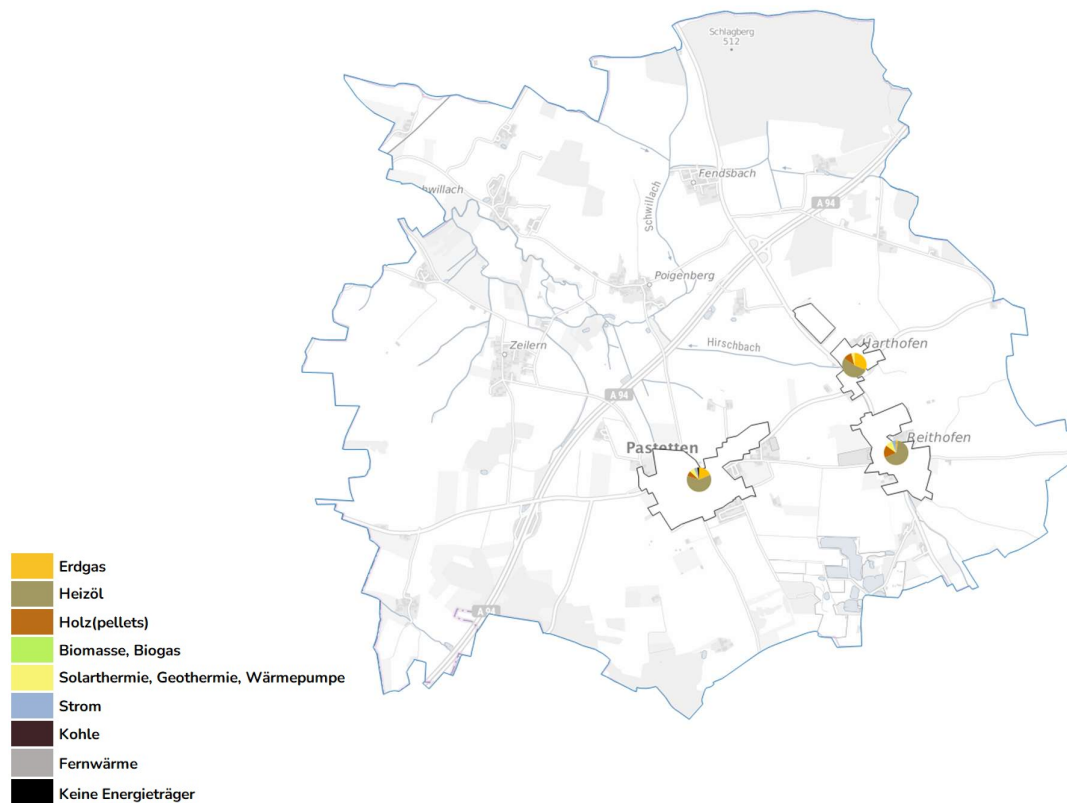 Schlagberg
512
Fendsbach
hwillach
Schwillach
A 94
Poigenberg
Hirschbach
Harthofen
Zeilern
A 94
Pastetten
Reithofen
A 94
Erdgas
Heizöl
Holz(pellets)
Biomasse, Biogas
Solarthermie, Geothermie, Wärmepumpe
Strom
Kohle
Fernwärme
Keine Energieträger